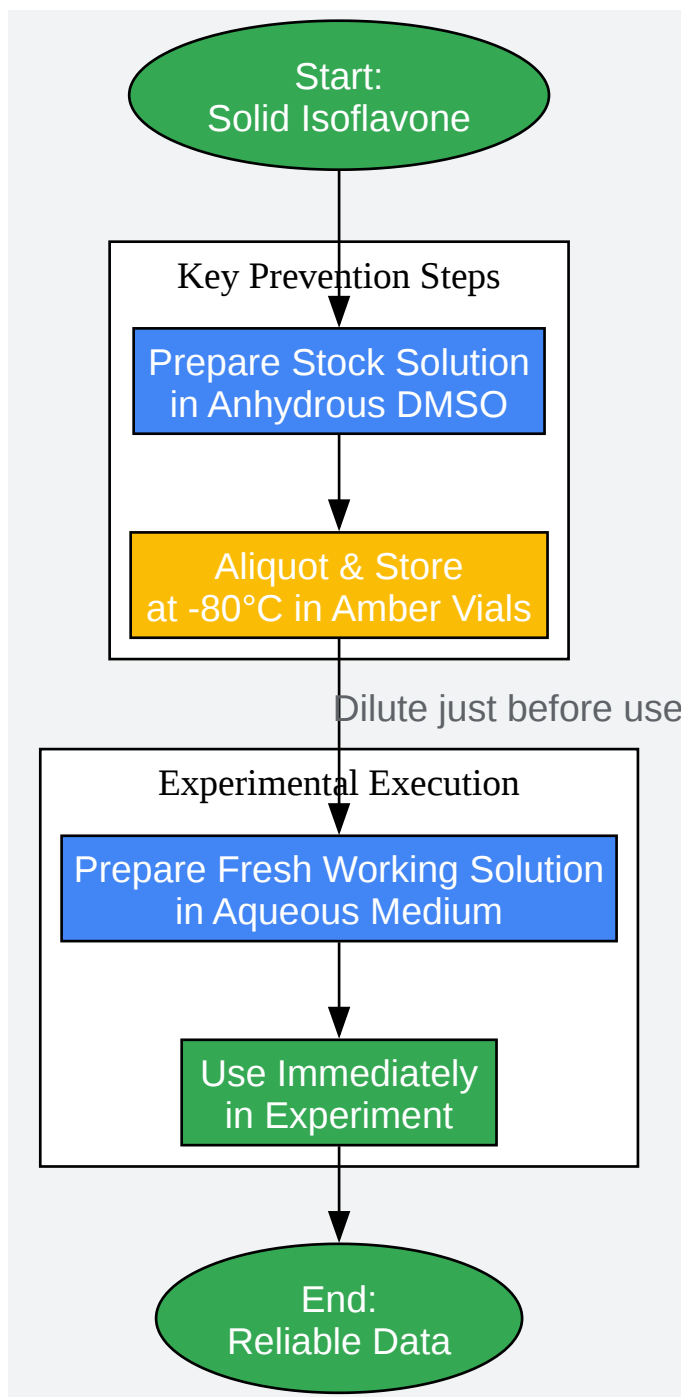 Start:
Solid Isoflavone
Key Prevention Steps
Prepare Stock Solution
in Anhydrous DMSO
Aliquot & Store
at -80°C in Amber Vials
Dilute just before use
Experimental Execution
Prepare Fresh Working Solution
in Aqueous Medium
Use Immediately
in Experiment
End:
Reliable Data